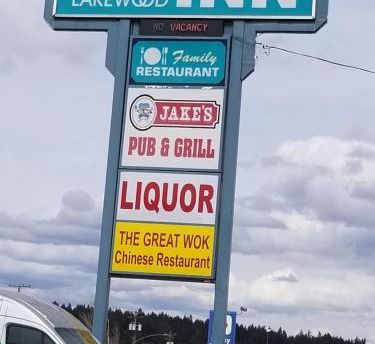 LAKEWOOD INN
NO VACANCY
Family
RESTAURANT
JAKE'S
PUB & GRILL
LIQUOR
THE GREAT WOK
Chinese Restaurant